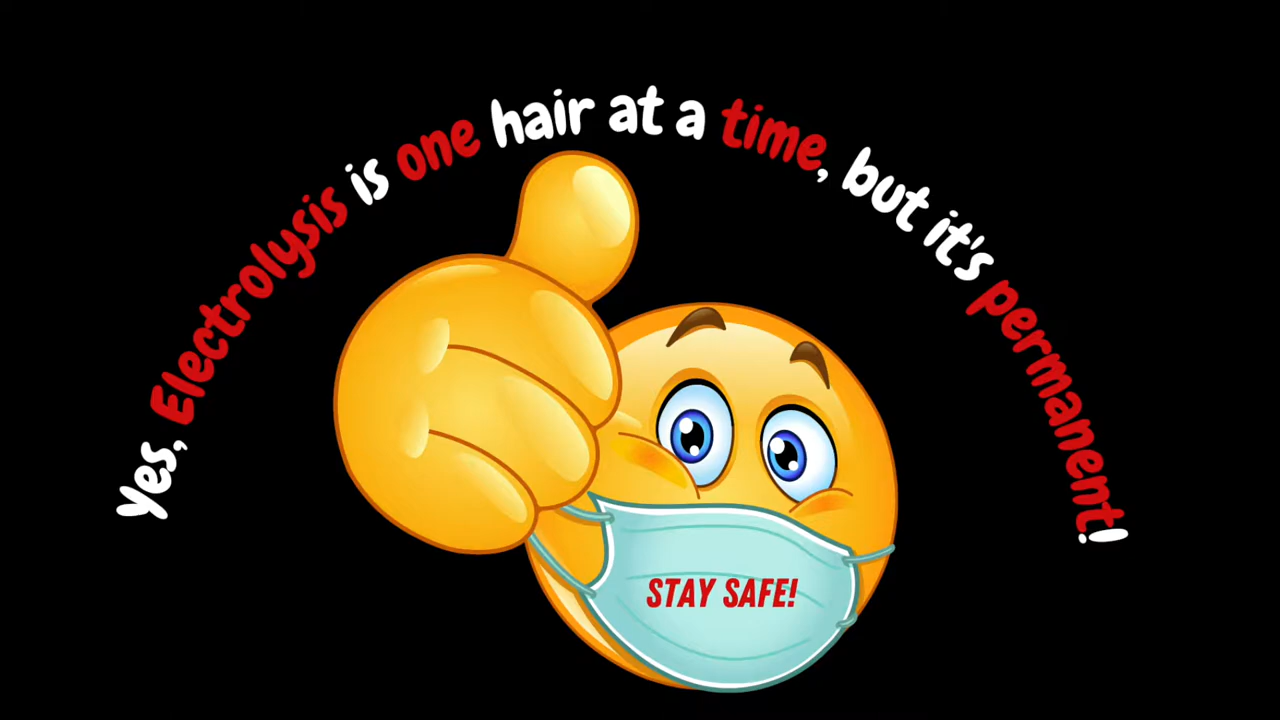 Yes, Electrolysis is one hair at a time, but it's permanent!
STAY SAFE!